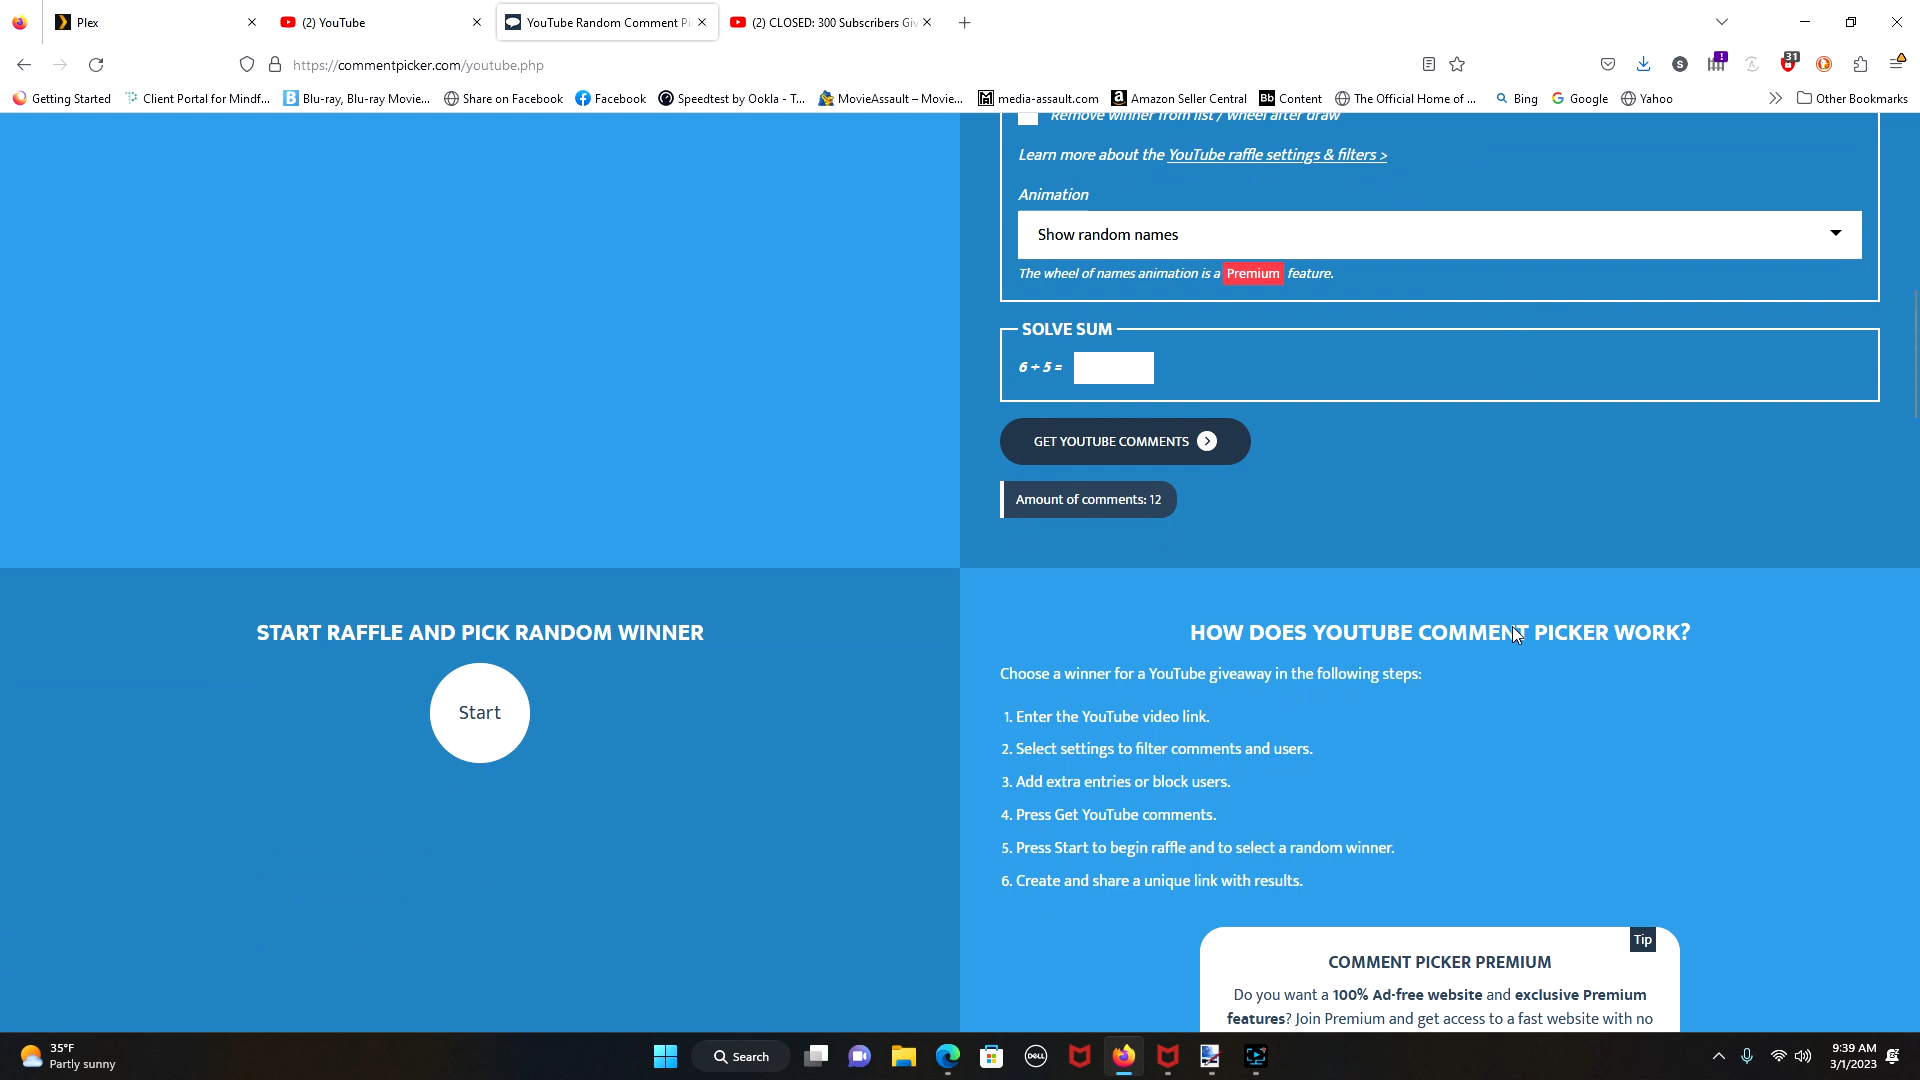 Plex
(2) YouTube
YouTube Random Comment Pi
(2) CLOSED: 300 Subscribers Giv
https://commentpicker.com/youtube.php
S
!
31
Getting Started
Client Portal for Mindf...
Blu-ray, Blu-ray Movie...
Share on Facebook
Facebook
Speedtest by Ookla - T...
MovieAssault – Movie...
media-assault.com
Amazon Seller Central
Bb Content
The Official Home of ...
Bing
Google
Yahoo
Other Bookmarks
Remove winner from list / wheel after draw
Learn more about the YouTube raffle settings & filters >
Animation
Show random names
The wheel of names animation is a Premium feature.
SOLVE SUM
6 + 5 =
GET YOUTUBE COMMENTS
Amount of comments: 12
START RAFFLE AND PICK RANDOM WINNER
Start
HOW DOES YOUTUBE COMMENT PICKER WORK?
Choose a winner for a YouTube giveaway in the following steps:
1. Enter the YouTube video link.
2. Select settings to filter comments and users.
3. Add extra entries or block users.
4. Press Get YouTube comments.
5. Press Start to begin raffle and to select a random winner.
6. Create and share a unique link with results.
Tip
COMMENT PICKER PREMIUM
Do you want a 100% Ad-free website and exclusive Premium
features? Join Premium and get access to a fast website with no
35°F
Partly sunny
Search
DELL
9:39 AM
3/1/2023